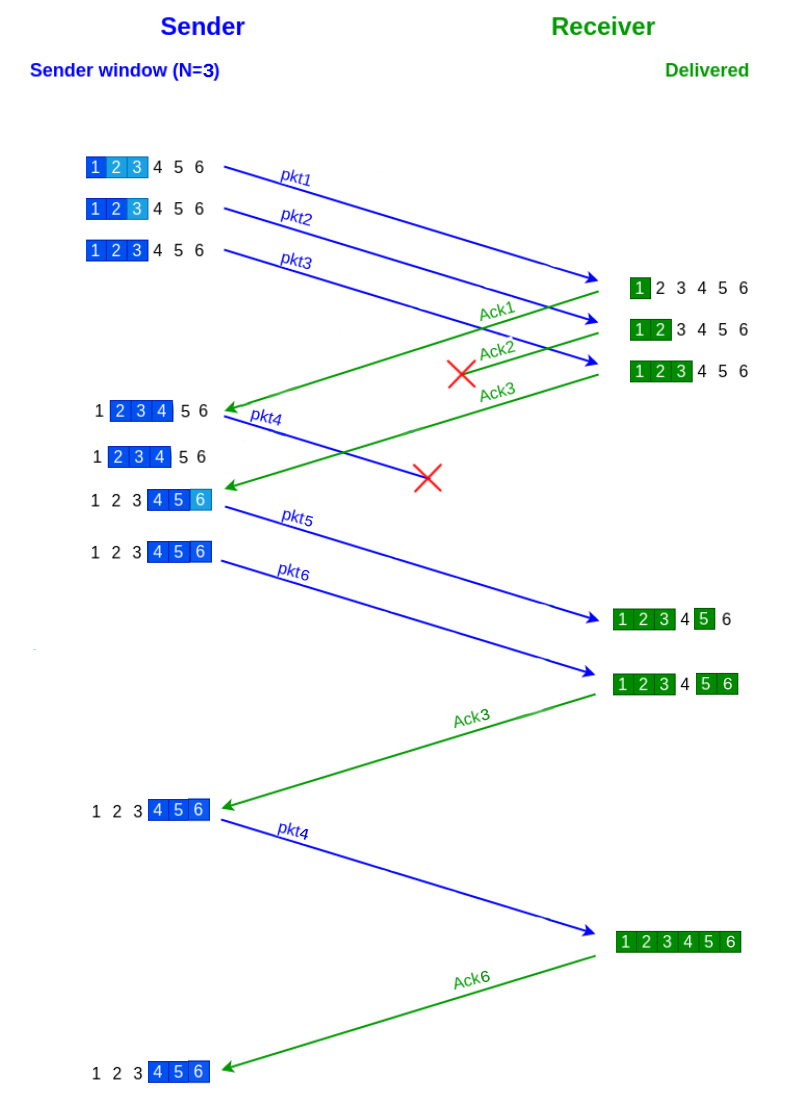 Sender Receiver
Sender window (N=3) Delivered
1 2 3 4 5 6 pkt1
1 2 3 4 5 6 pkt2
1 2 3 4 5 6 pkt3
1 2 3 4 5 6
Ack1
1 2 3 4 5 6
Ack2
1 2 3 4 5 6
Ack3
1 2 3 4 5 6 pkt4
1 2 3 4 5 6
1 2 3 4 5 6 pkt5
1 2 3 4 5 6 pkt6
1 2 3 4 5 6
1 2 3 4 5 6
Ack3
1 2 3 4 5 6 pkt4
1 2 3 4 5 6
Ack6
1 2 3 4 5 6